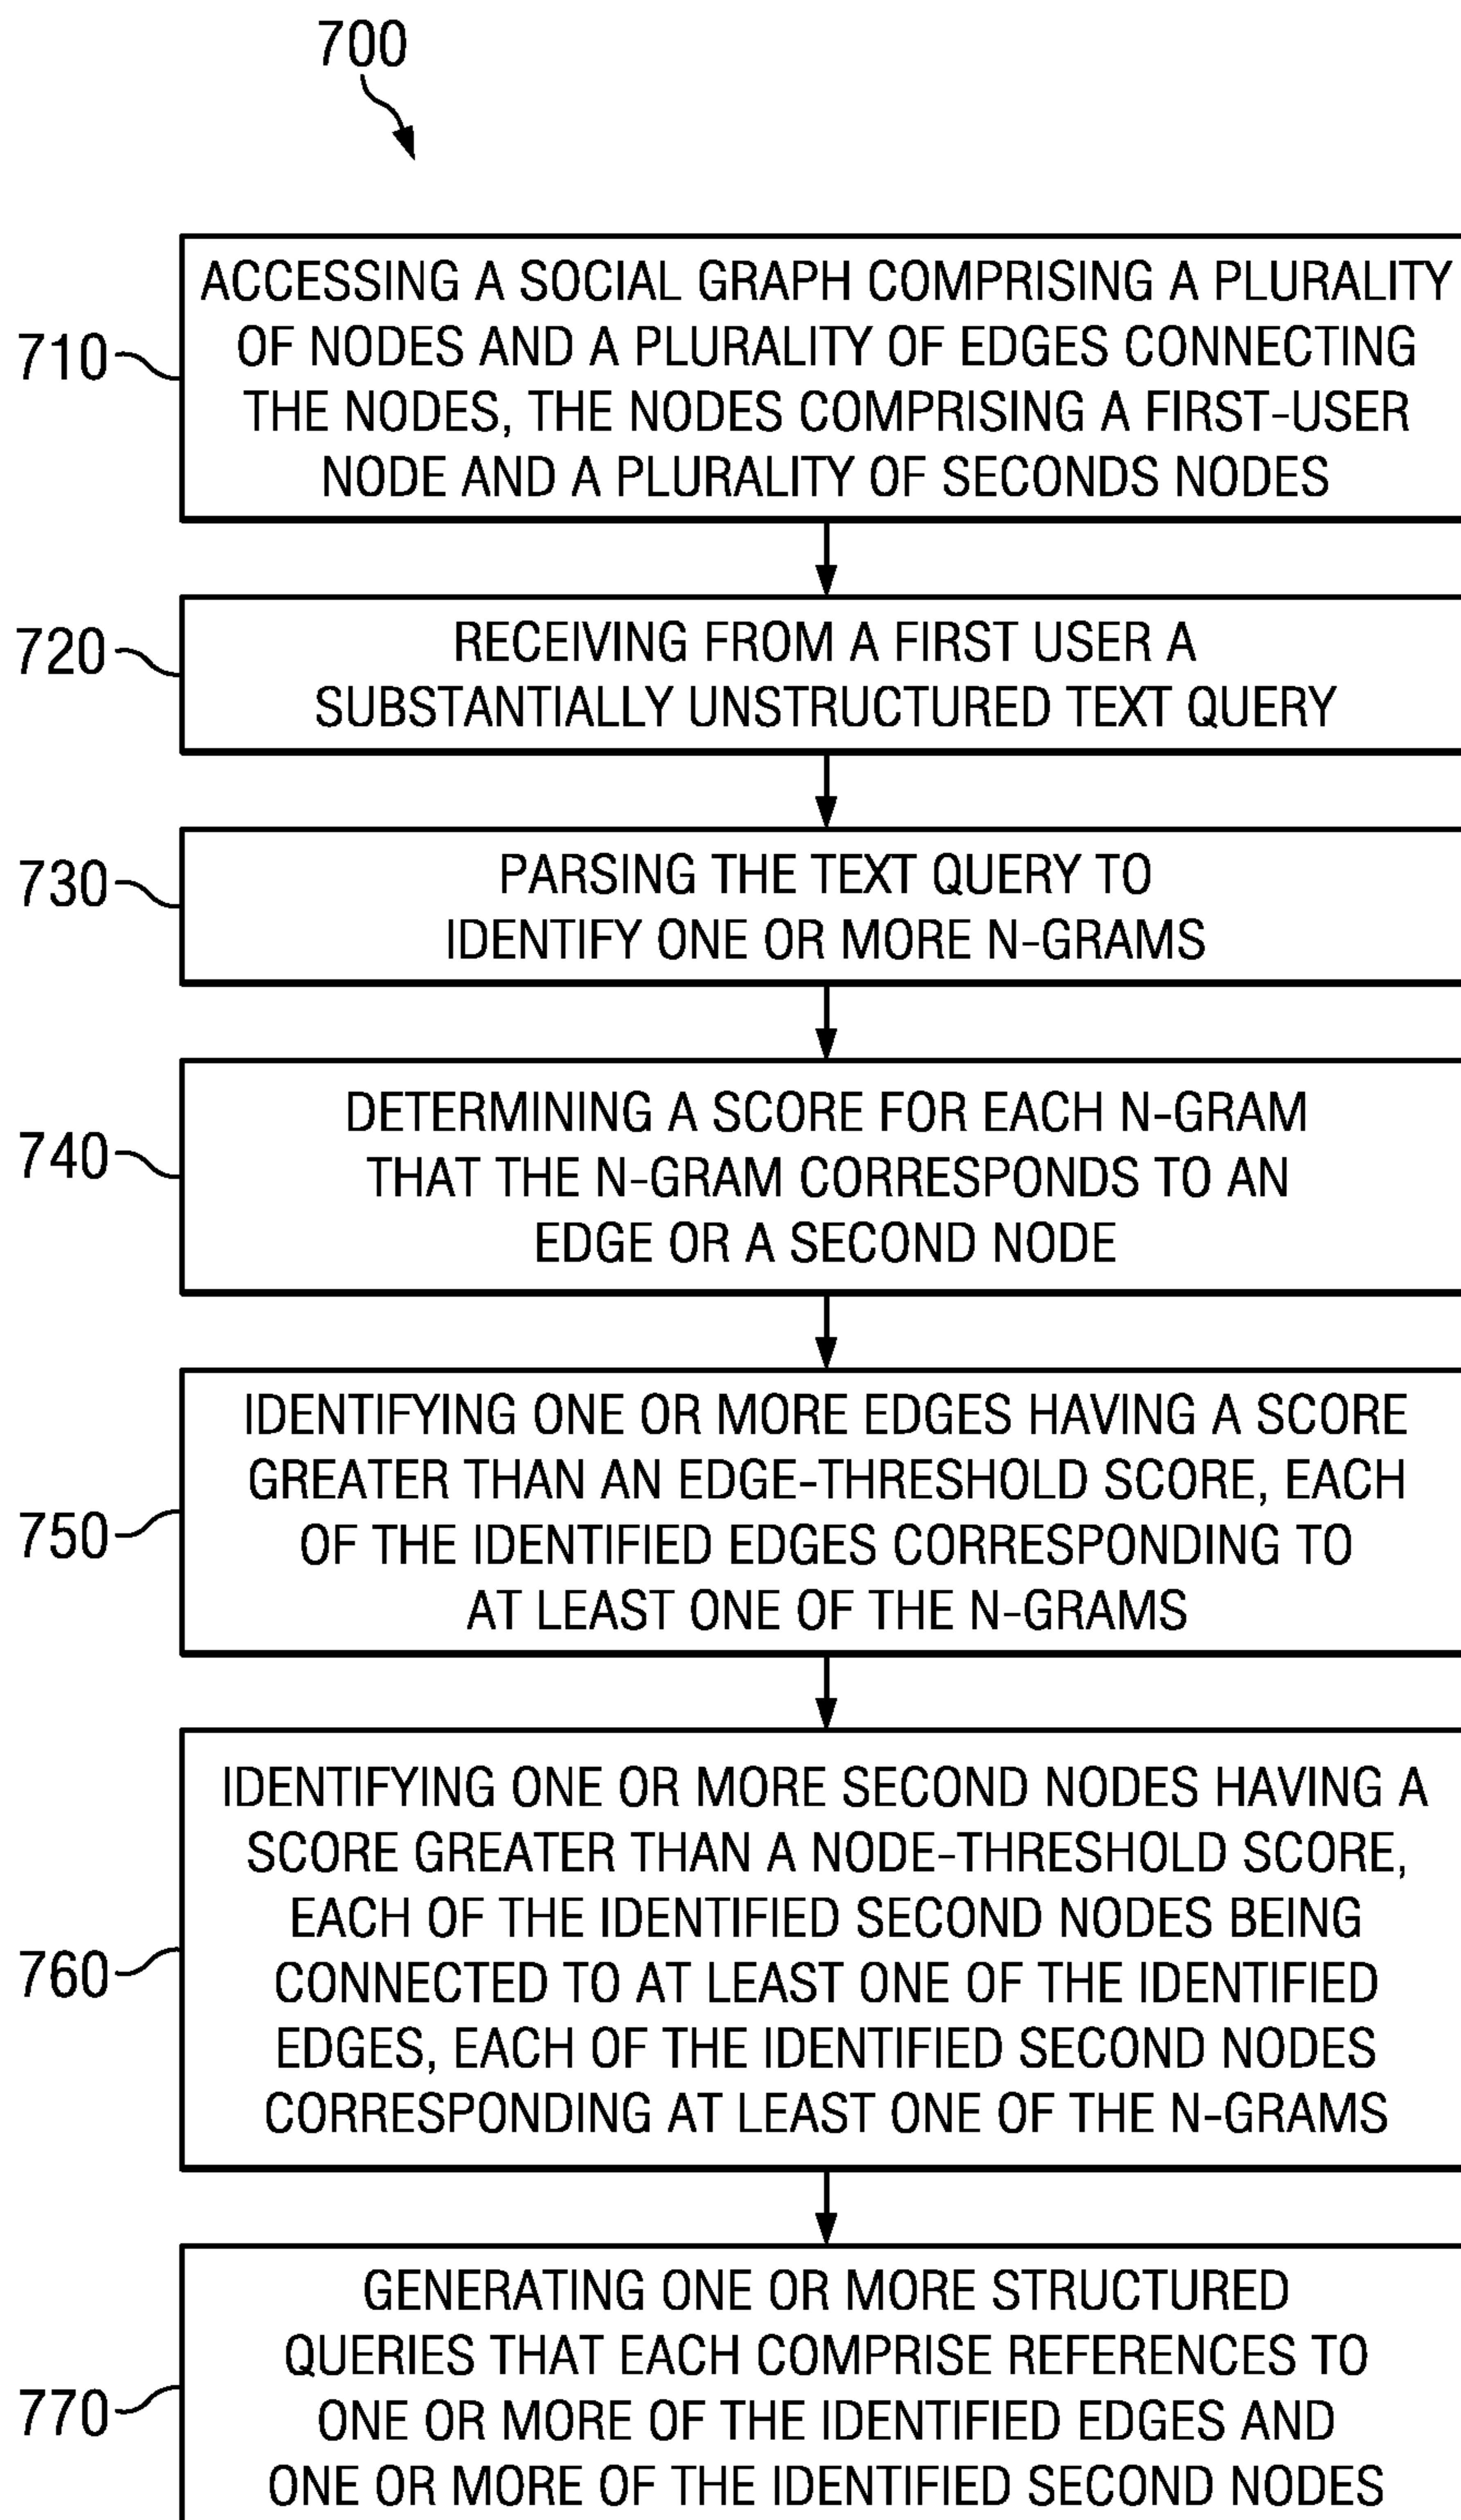 700
710
ACCESSING A SOCIAL GRAPH COMPRISING A PLURALITY
OF NODES AND A PLURALITY OF EDGES CONNECTING
THE NODES, THE NODES COMPRISING A FIRST-USER
NODE AND A PLURALITY OF SECONDS NODES
720
RECEIVING FROM A FIRST USER A
SUBSTANTIALLY UNSTRUCTURED TEXT QUERY
730
PARSING THE TEXT QUERY TO
IDENTIFY ONE OR MORE N-GRAMS
740
DETERMINING A SCORE FOR EACH N-GRAM
THAT THE N-GRAM CORRESPONDS TO AN
EDGE OR A SECOND NODE
750
IDENTIFYING ONE OR MORE EDGES HAVING A SCORE
GREATER THAN AN EDGE-THRESHOLD SCORE, EACH
OF THE IDENTIFIED EDGES CORRESPONDING TO
AT LEAST ONE OF THE N-GRAMS
760
IDENTIFYING ONE OR MORE SECOND NODES HAVING A
SCORE GREATER THAN A NODE-THRESHOLD SCORE,
EACH OF THE IDENTIFIED SECOND NODES BEING
CONNECTED TO AT LEAST ONE OF THE IDENTIFIED
EDGES, EACH OF THE IDENTIFIED SECOND NODES
CORRESPONDING AT LEAST ONE OF THE N-GRAMS
770
GENERATING ONE OR MORE STRUCTURED
QUERIES THAT EACH COMPRISE REFERENCES TO
ONE OR MORE OF THE IDENTIFIED EDGES AND
ONE OR MORE OF THE IDENTIFIED SECOND NODES